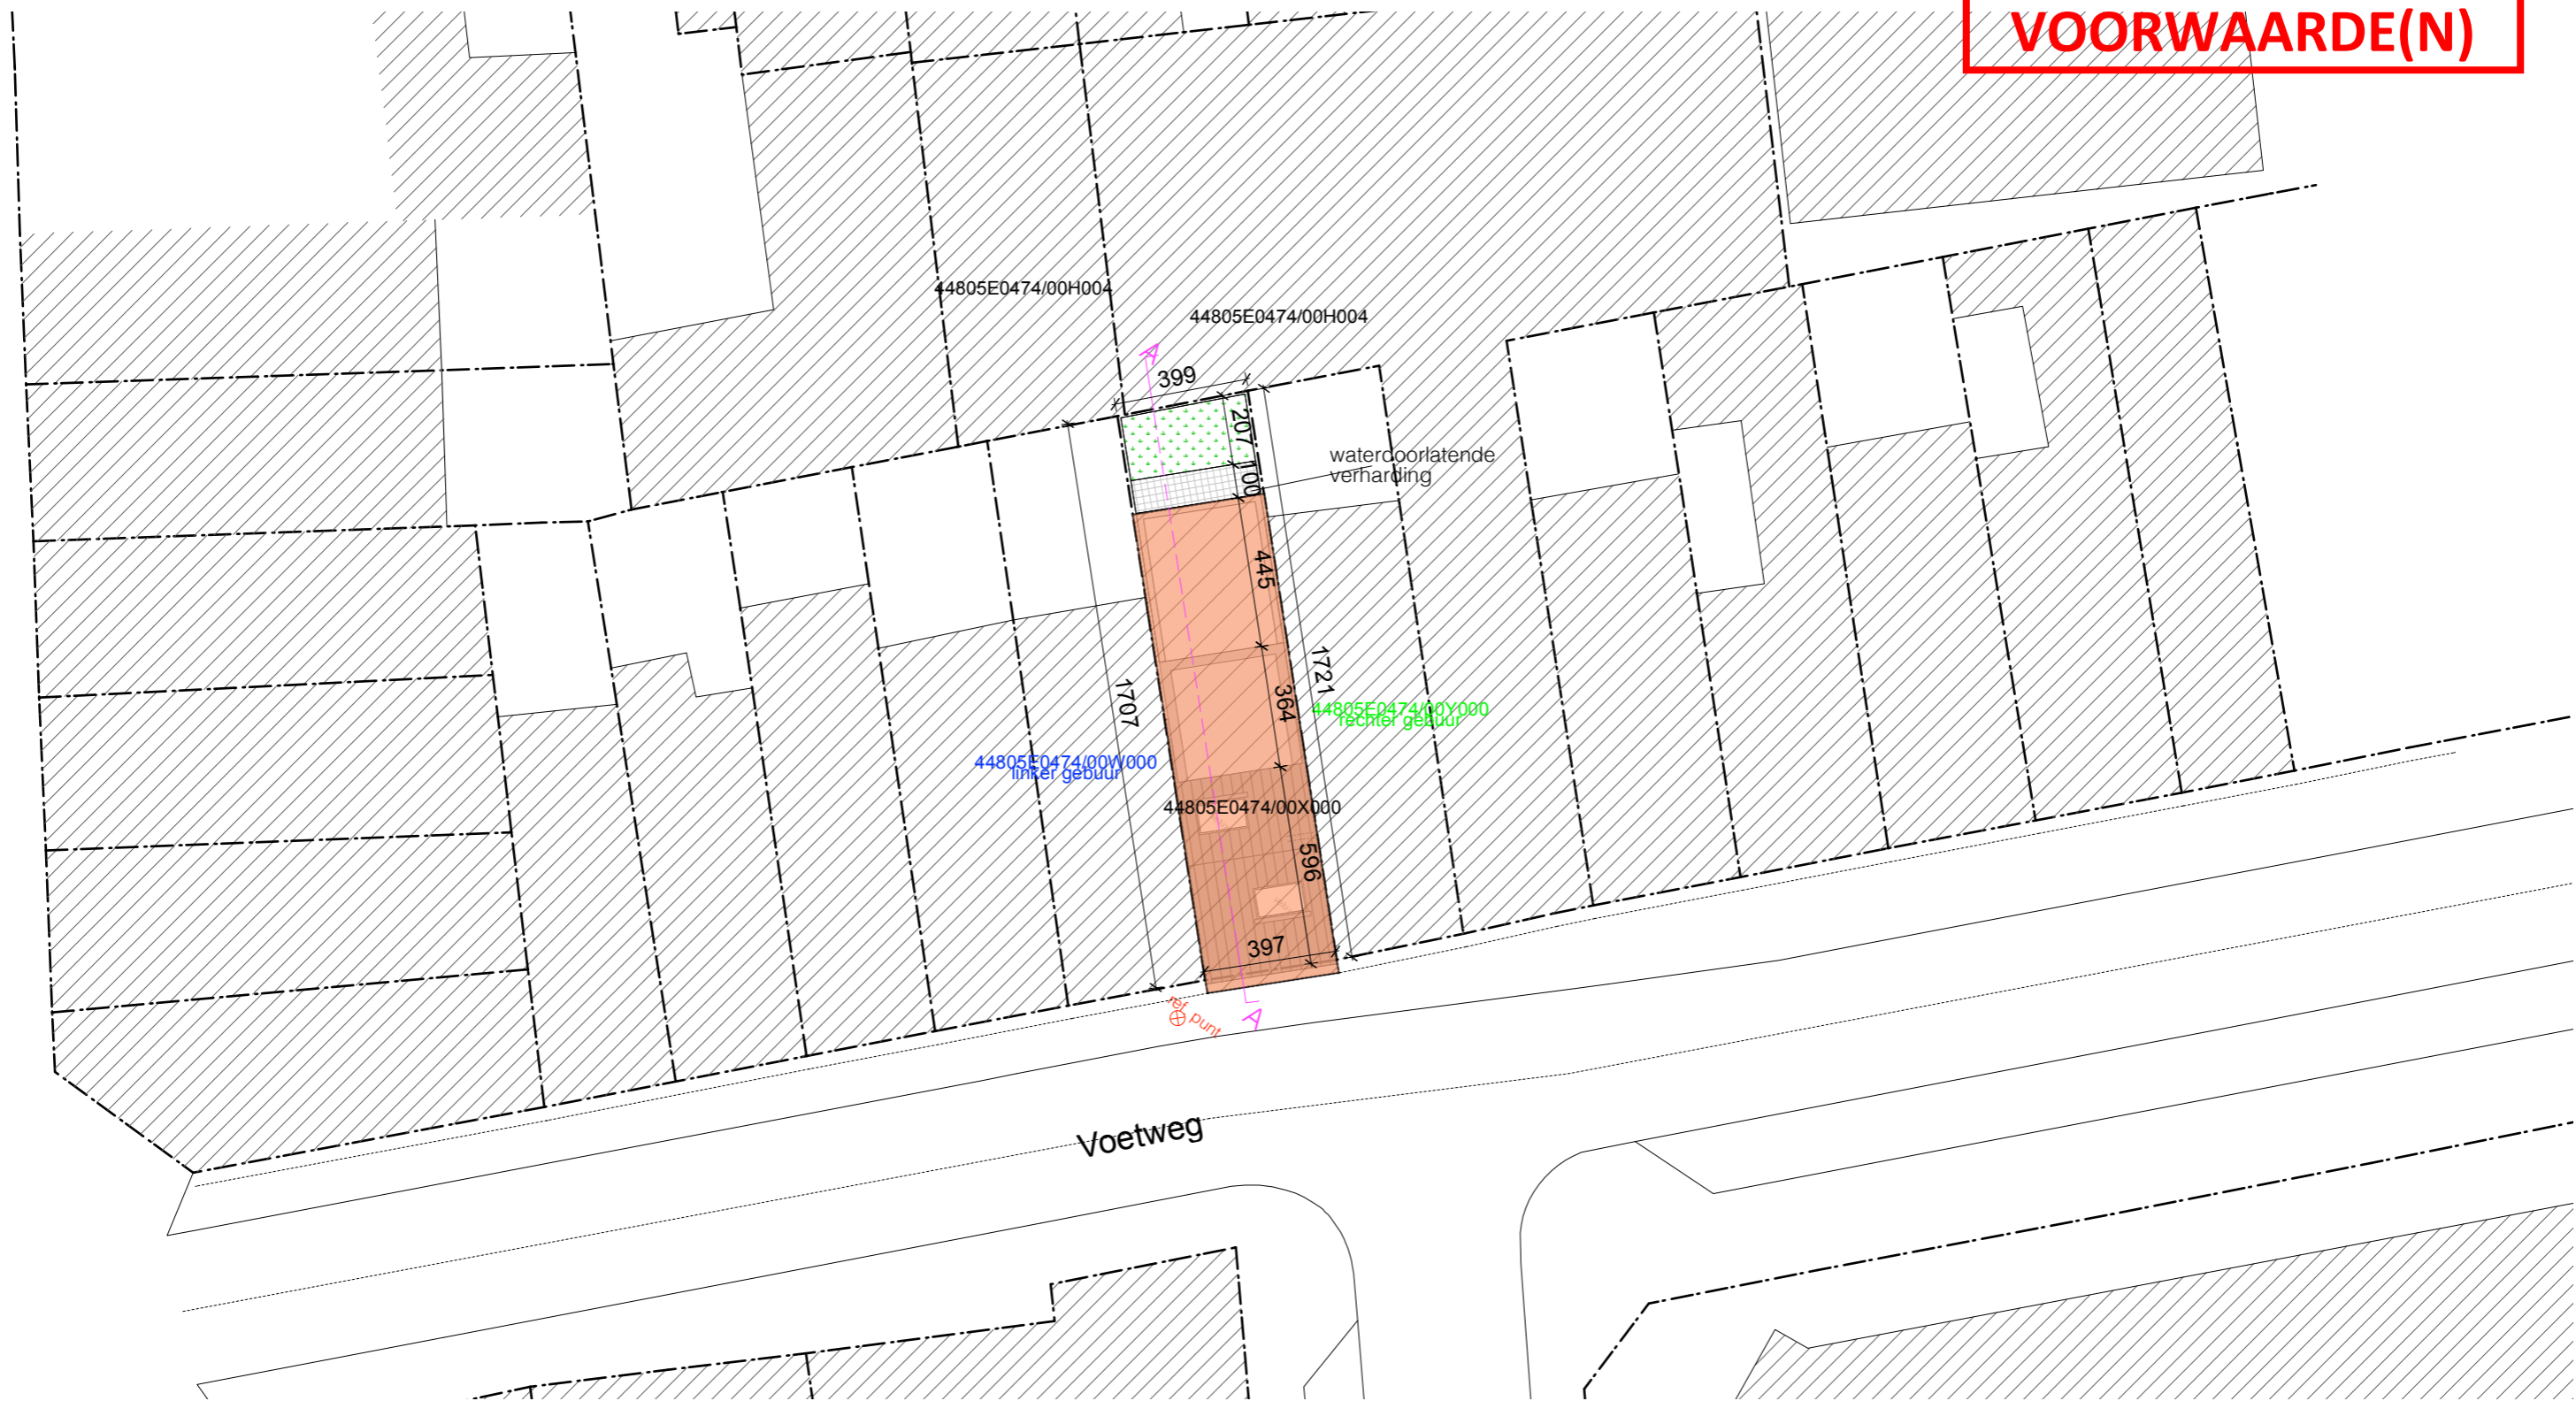 VOORWAARDE(N)
44805E0474/00H004
44805E0474/00H004
A
399
207
100
waterdoorlatende
verharding
445
1721
364
1707
44805E0474/00Y000
rechter gebuur
44805E0474/00W000
linker gebuur
44805E0474/00X000
596
397
ref. punt
A
Voetweg